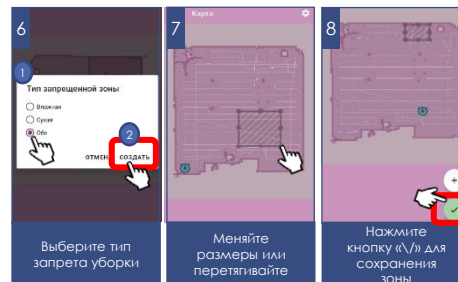 6
1
Тип запрещенной зоны
Влажная
Сухая
Обе
2
ОТМЕН
СОЗДАТЬ
Выберите тип
запрета уборки
7
Карта
Меняйте
размеры или
перетягивайте
8
+
Нажмите
кнопку «\/» для
сохранения
зоны